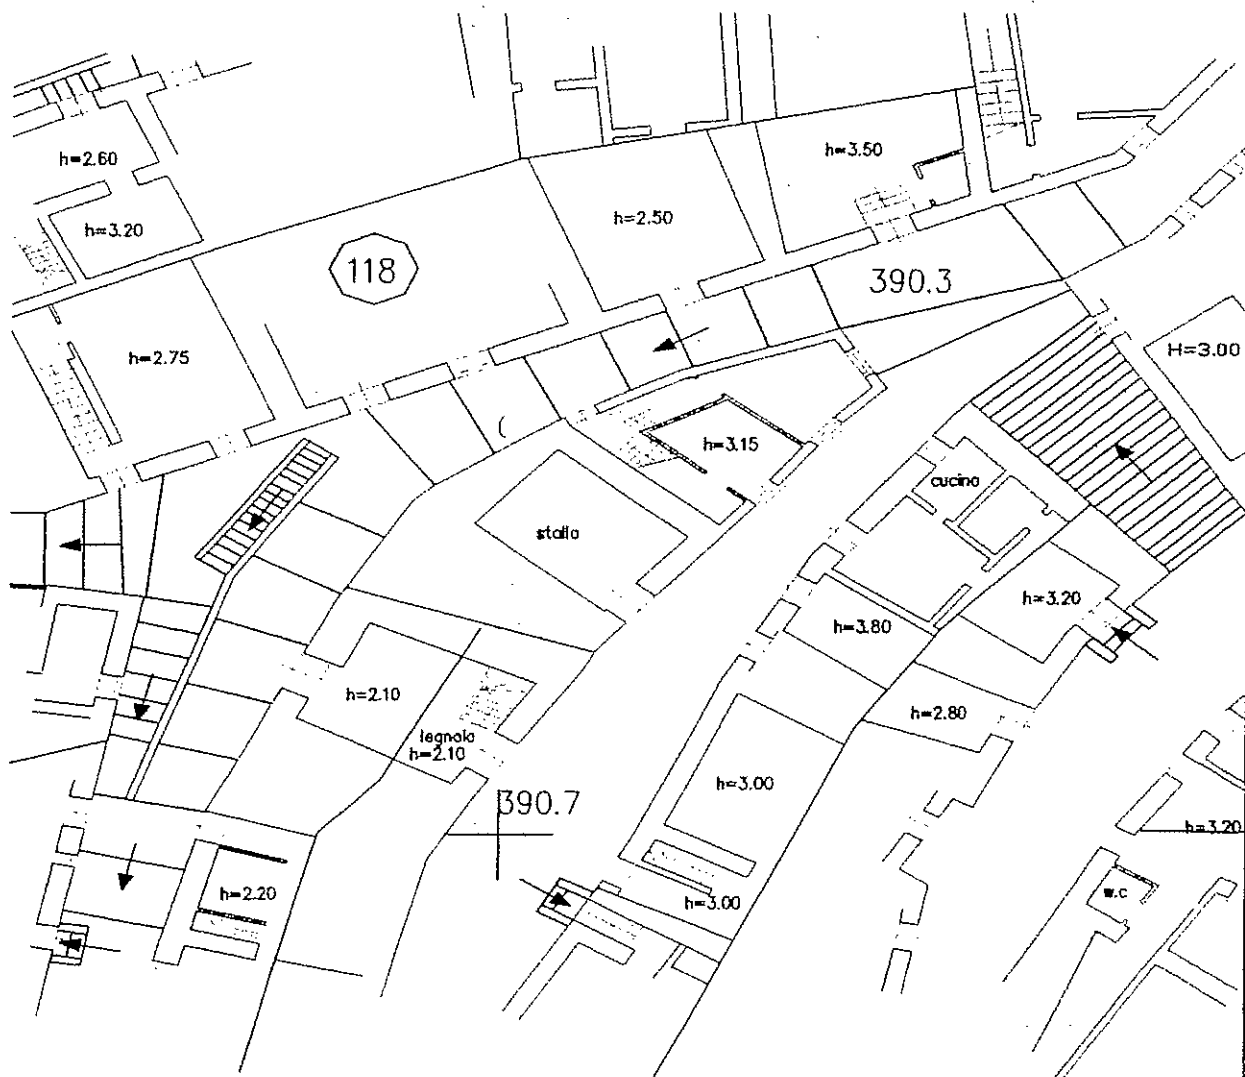 h=2.60
h=3.50
h=2.50
h=3.20
118
390.3
h=2.75
H=3.00
h=3.15
cucina
stalla
h=3.20
h=3.80
h=2.10
h=2.80
legnaia
h=2.10
h=3.00
390.7
h=3.20
h=2.20
h=3.00
w.c